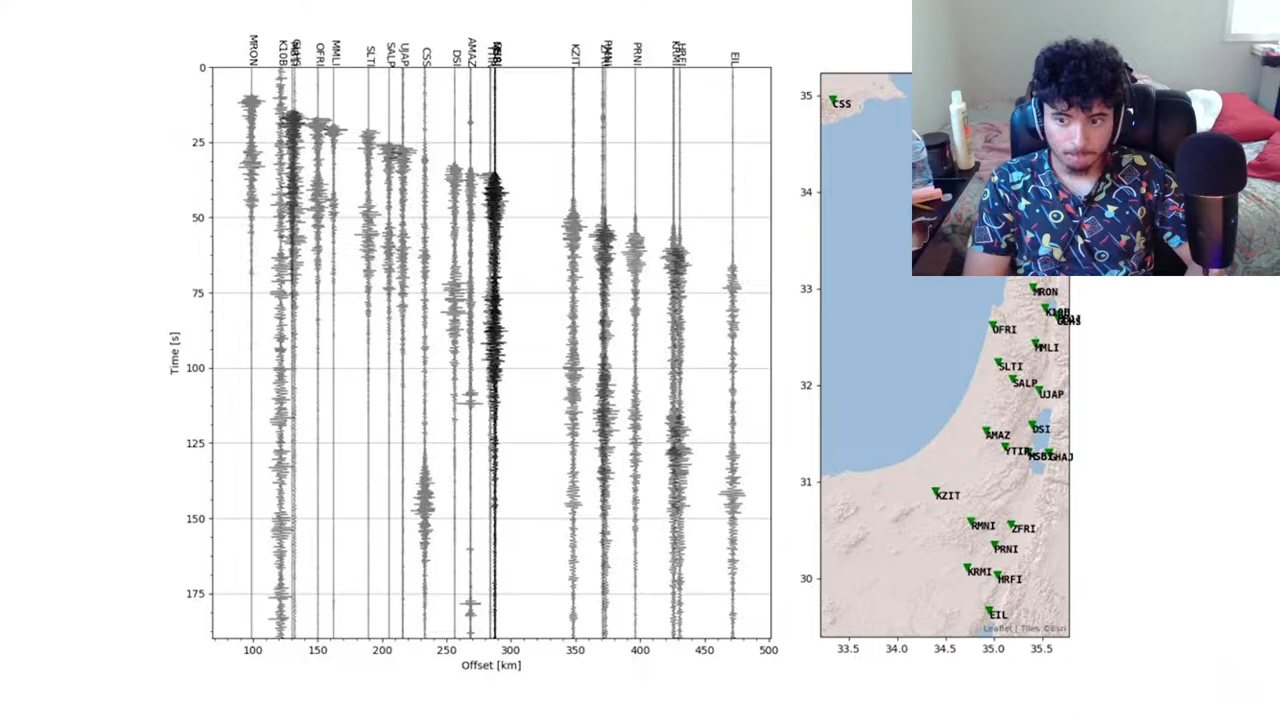 MRON
K10B
OFRI
MMLI
SLTI
SALP
UJAP
CSS
DSI
AMAZ
KZIT
PRNI
EIL
0
25
50
75
100
125
150
175
Time [s]
100
150
200
250
300
350
400
450
500
Offset [km]
35
34
33
32
31
30
CSS
MRON
OFRI
MMLI
SLTI
SALP
UJAP
DSI
AMAZ
GHAJ
KZIT
RMNI
ZFRI
PRNI
KRMI
HRFI
EIL
Leaflet | Tiles ©Esri
33.5
34.0
34.5
35.0
35.5